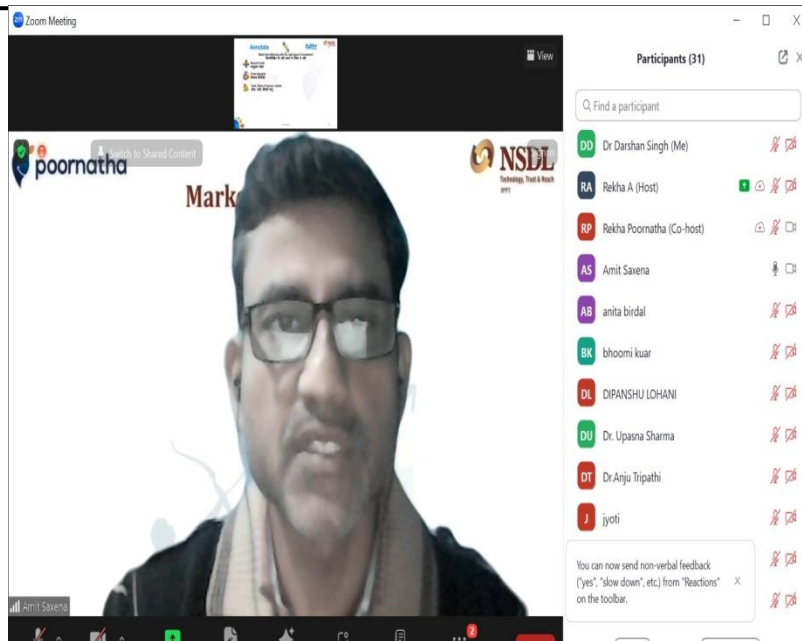 Zoom Meeting
Annotate
View
Switch to Shared Content
poornatha
Mark
NSDL
Technology, Trust & Reach
Amit Saxena
2
Participants (31)
Find a participant
DD Dr Darshan Singh (Me)
RA Rekha A (Host)
RP Rekha Poornatha (Co-host)
AS Amit Saxena
AB anita birdal
BK bhoomi kuar
DL DIPANSHU LOHANI
DU Dr. Upasna Sharma
DT Dr.Anju Tripathi
J jyoti
You can now send non-verbal feedback
("yes", "slow down", etc.) from "Reactions"
on the toolbar.